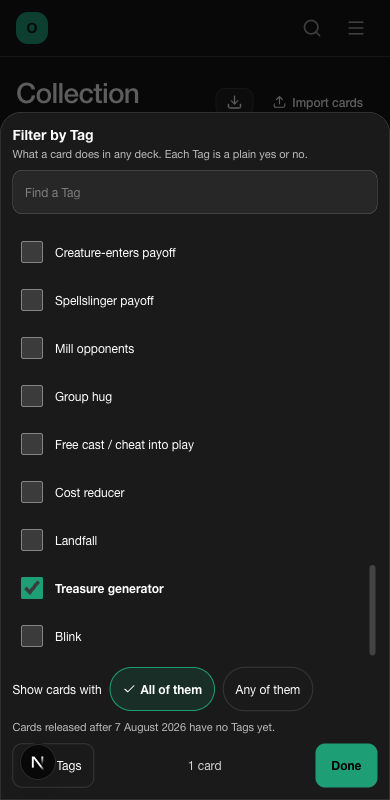 O
Collection
Import cards
Filter by Tag
What a card does in any deck. Each Tag is a plain yes or no.
Find a Tag
Creature-enters payoff
Spellslinger payoff
Mill opponents
Group hug
Free cast / cheat into play
Cost reducer
Landfall
Treasure generator
Blink
Show cards with
All of them
Any of them
Cards released after 7 August 2026 have no Tags yet.
N
Tags
1 card
Done